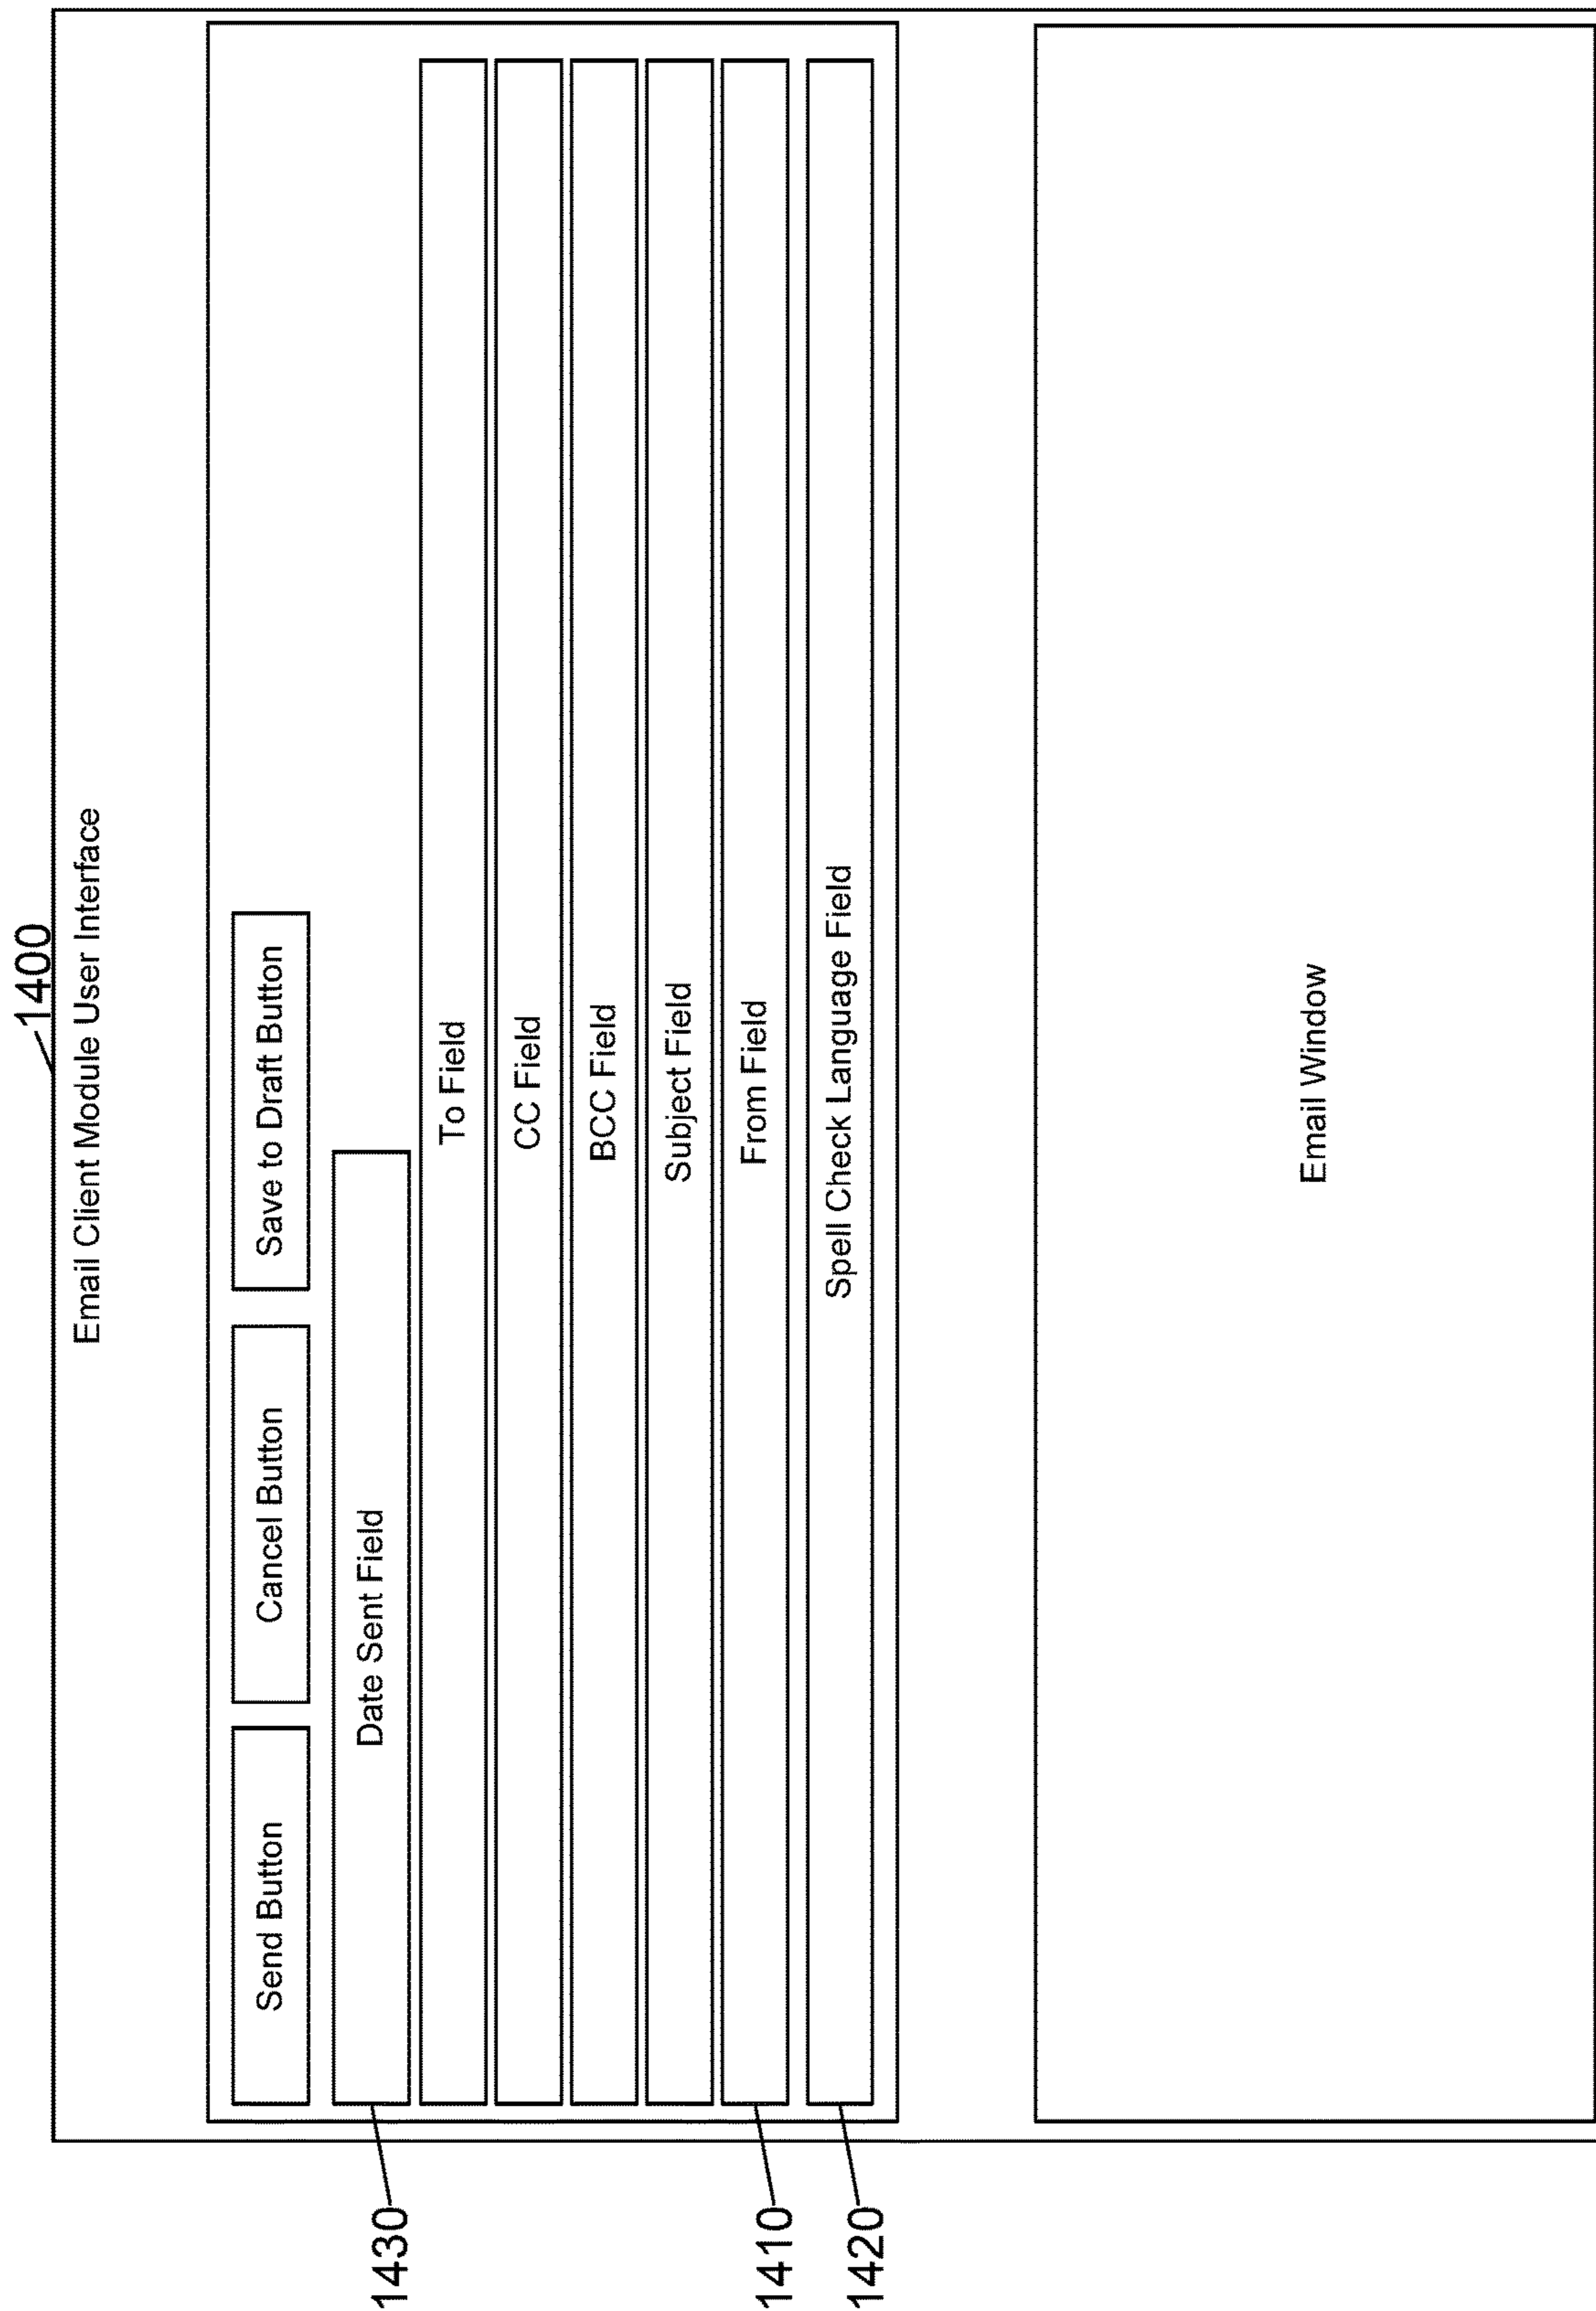 1400
Email Client Module User Interface
Send Button
Cancel Button
Save to Draft Button
1430
Date Sent Field
To Field
CC Field
BCC Field
Subject Field
1410
From Field
1420
Spell Check Language Field
Email Window